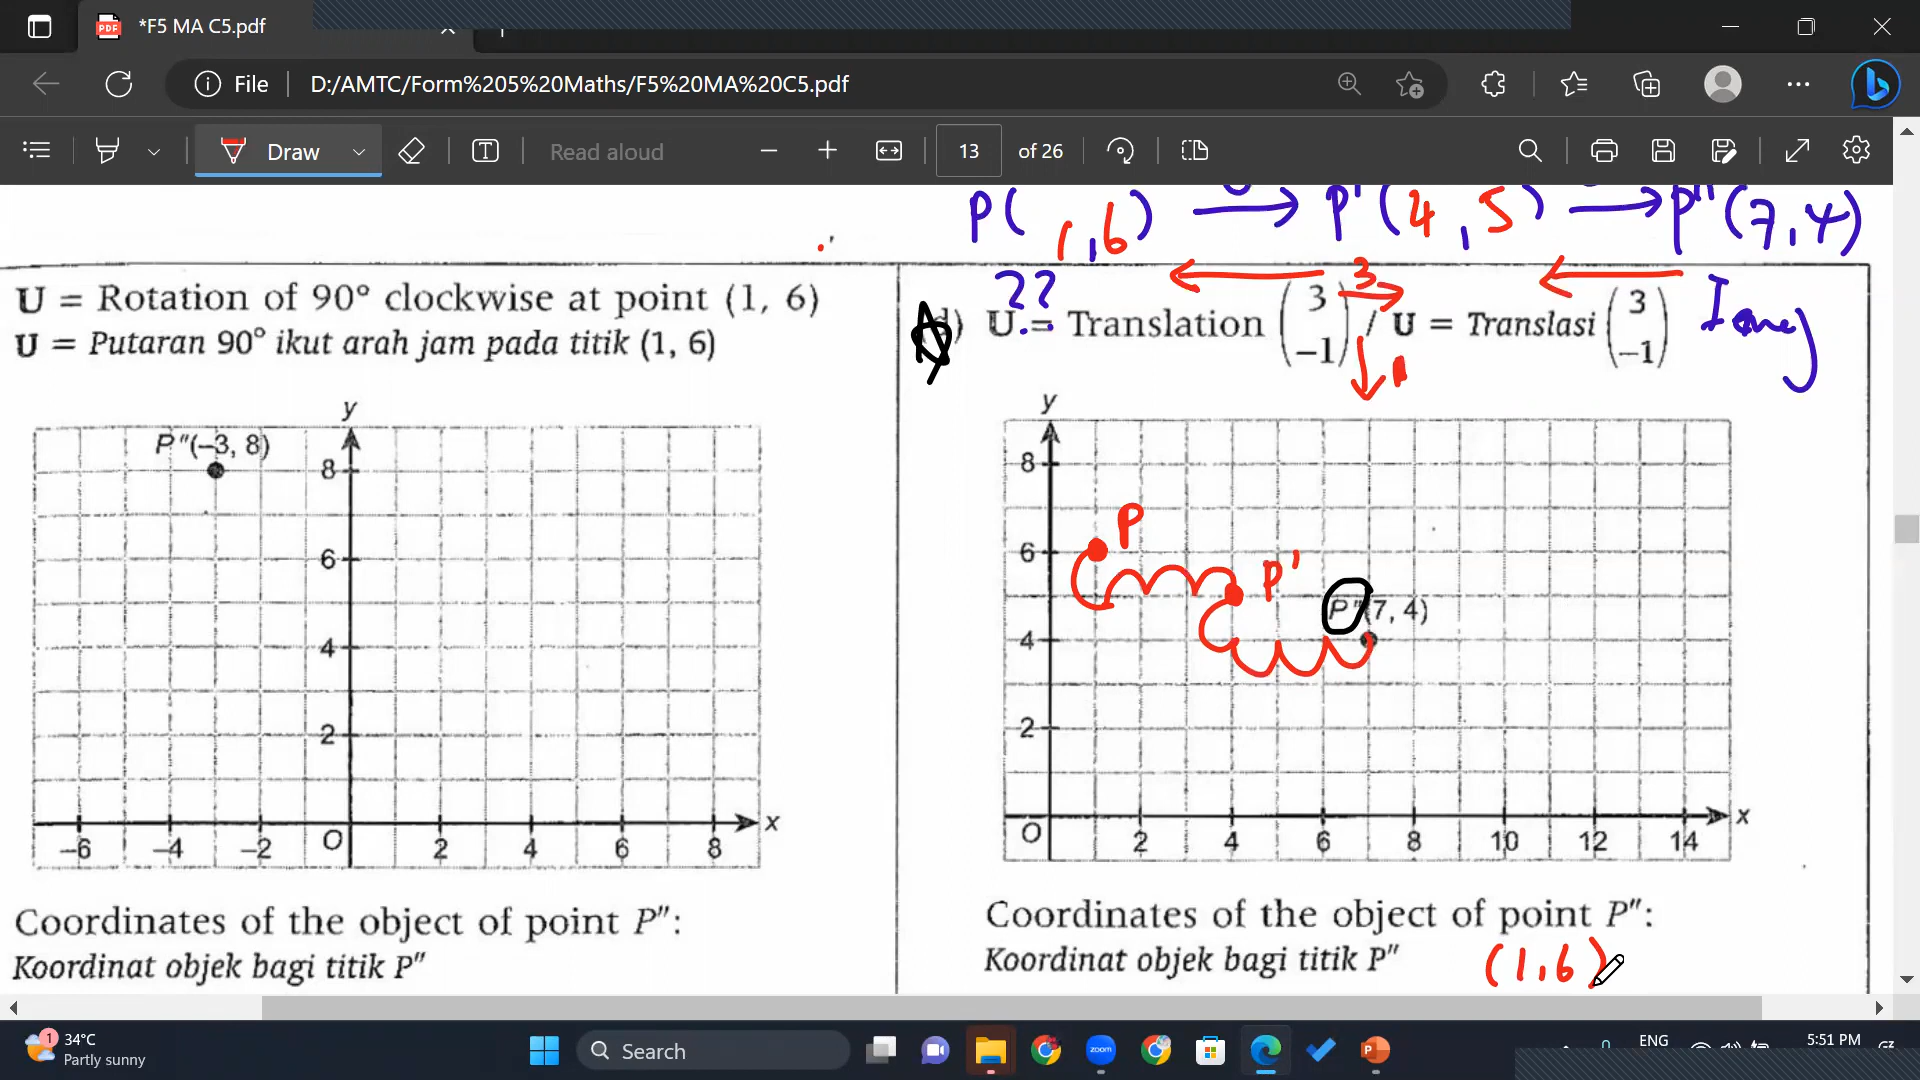 *F5 MA C5.pdf
File
D:/AMTC/Form%205%20Maths/F5%20MA%20C5.pdf
Draw
Read aloud
13
of 26
P(1,6) → P'(4,5) → P''(7,4)
??
3
1
U = Rotation of 90° clockwise at point (1, 6)
U = Putaran 90° ikut arah jam pada titik (1, 6)
y
P"(–3, 8)
8
6
4
2
–6 –4 –2 O 2 4 6 8 x
Coordinates of the object of point P":
Koordinat objek bagi titik P"
) U = Translation (3 –1) / U = Translasi (3 –1)
y
8
6
4
2
P
P'
P"(7, 4)
O 2 4 6 8 10 12 14 x
Coordinates of the object of point P":
Koordinat objek bagi titik P"
(1,6)
1
34°C
Partly sunny
Search
zoom
ENG
5:51 PM